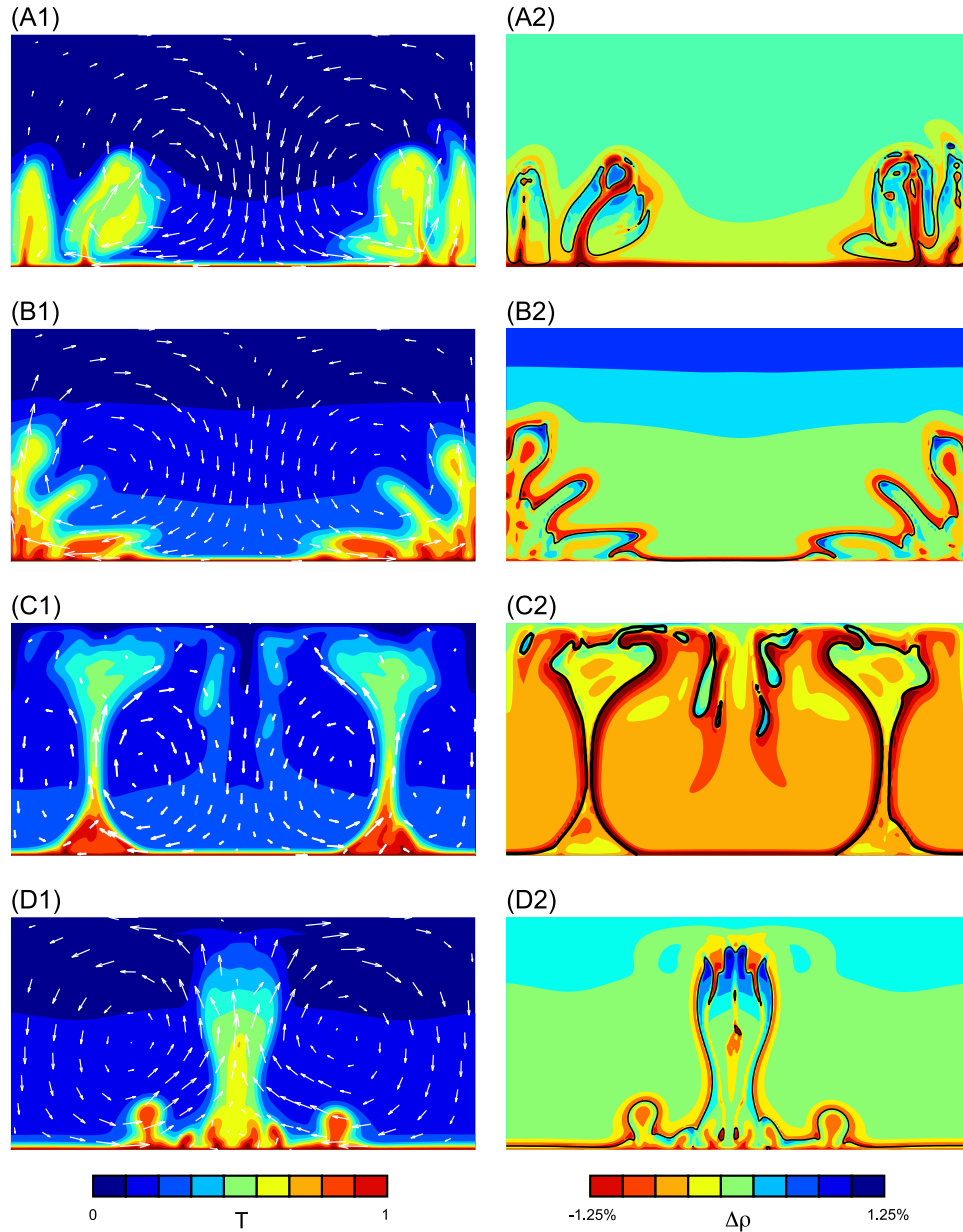 (A1) (A2)
(B1) (B2)
(C1) (C2)
(D1) (D2)
0 T 1 -1.25% Δρ 1.25%